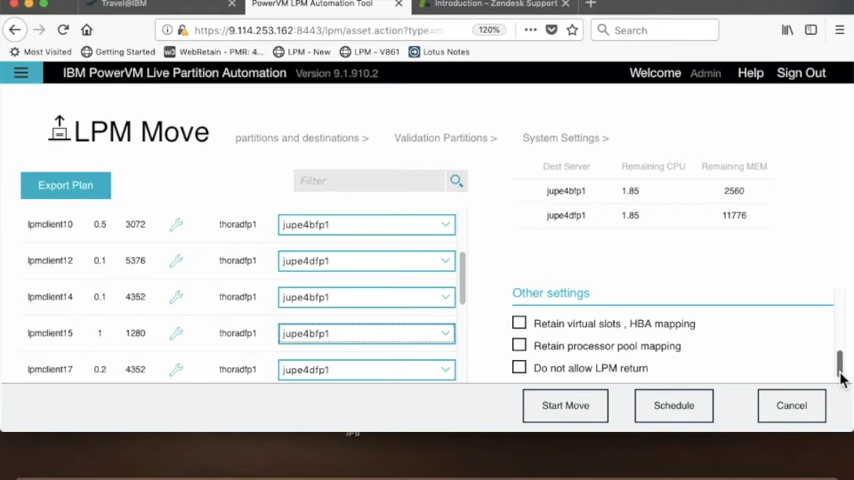 Travel@IBM
PowerVM LPM Automation Tool
Introduction – Zendesk Support
https://9.114.253.162:8443/lpm/asset.action?type=
120%
Search
Most Visited
Getting Started
WebRetain - PMR: 4...
LPM - New
LPM - V861
Lotus Notes
IBM PowerVM Live Partition Automation Version 9.1.910.2
Welcome Admin Help Sign Out
LPM Move
partitions and destinations >
Validation Partitions >
System Settings >
Export Plan
Filter
Dest Server Remaining CPU Remaining MEM
jupe4bfp1 1.85 2560
jupe4dfp1 1.85 11776
lpmclient10 0.5 3072 thoradfp1 jupe4bfp1
lpmclient12 0.1 5376 thoradfp1 jupe4dfp1
lpmclient14 0.1 4352 thoradfp1 jupe4bfp1
lpmclient15 1 1280 thoradfp1 jupe4bfp1
lpmclient17 0.2 4352 thoradfp1 jupe4dfp1
Other settings
Retain virtual slots , HBA mapping
Retain processor pool mapping
Do not allow LPM return
Start Move
Schedule
Cancel